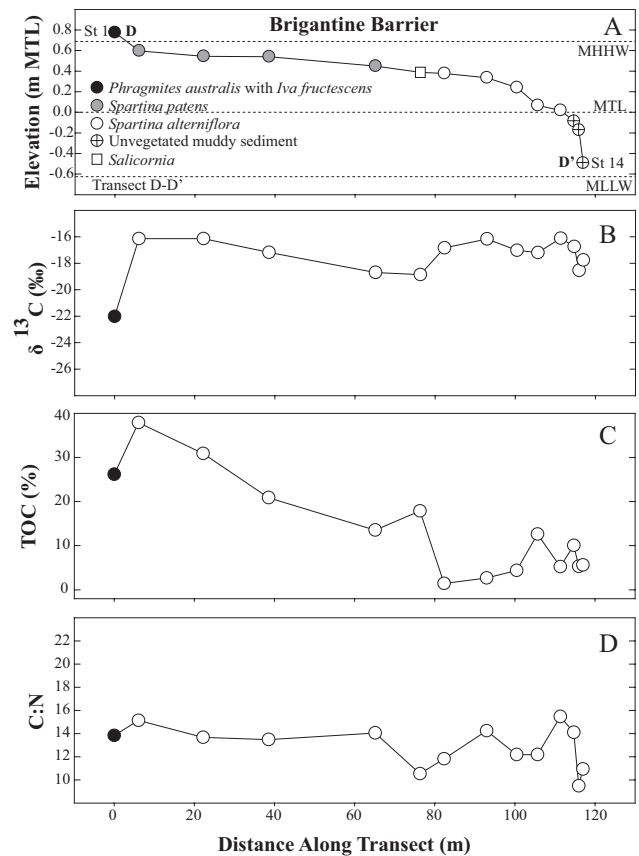 Brigantine Barrier
A
0.8
0.6
0.4
0.2
0.0
-0.2
-0.4
-0.6
Elevation (m MTL)
St 1
D
MHHW
Phragmites australis with Iva fructescens
Spartina patens
Spartina alterniflora
Unvegetated muddy sediment
Salicornia
MTL
D'
St 14
Transect D-D'
MLLW
B
-16
-18
-20
-22
-24
-26
δ 13C (‰)
C
40
30
20
10
0
TOC (%)
D
22
20
18
16
14
12
10
C:N
0 20 40 60 80 100 120
Distance Along Transect (m)